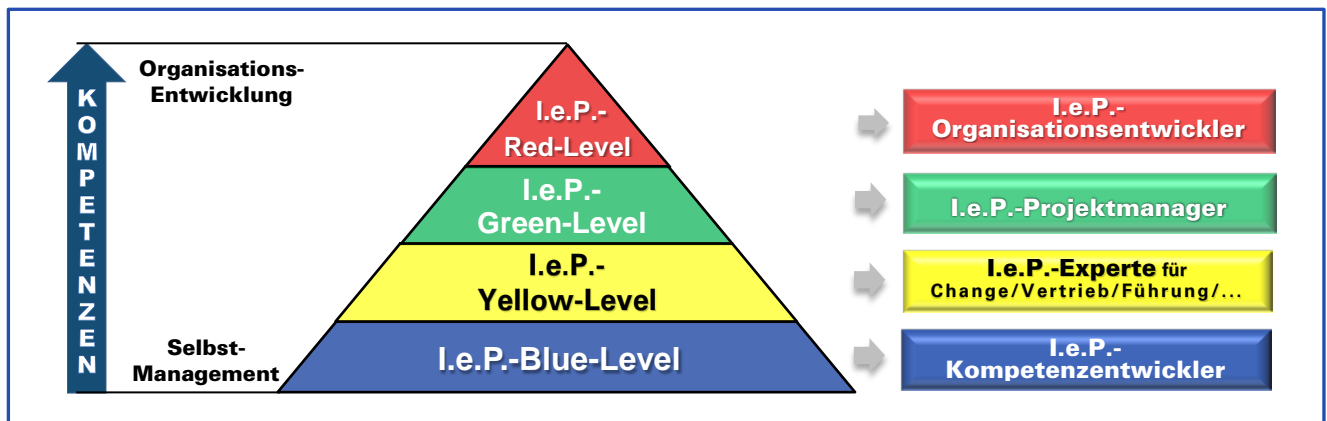 KOMPETENZEN
Organisations-
Entwicklung
Selbst-
Management
I.e.P.-
Red-Level
I.e.P.-
Green-Level
I.e.P.-
Yellow-Level
I.e.P.-Blue-Level
I.e.P.-
Organisationsentwickler
I.e.P.-Projektmanager
I.e.P.-Experte für
Change/Vertrieb/Führung/...
I.e.P.-
Kompetenzentwickler